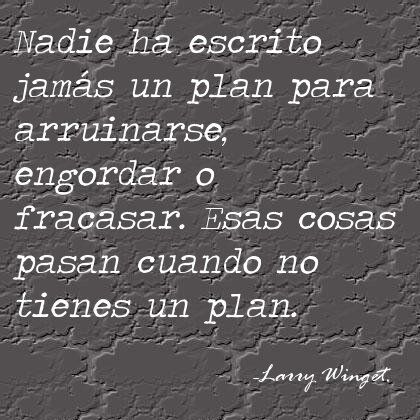 Nadie ha escrito
jamás un plan para
arruinarse,
engordar o
fracasar. Esas cosas
pasan cuando no
tienes un plan.
-Larry Winget.